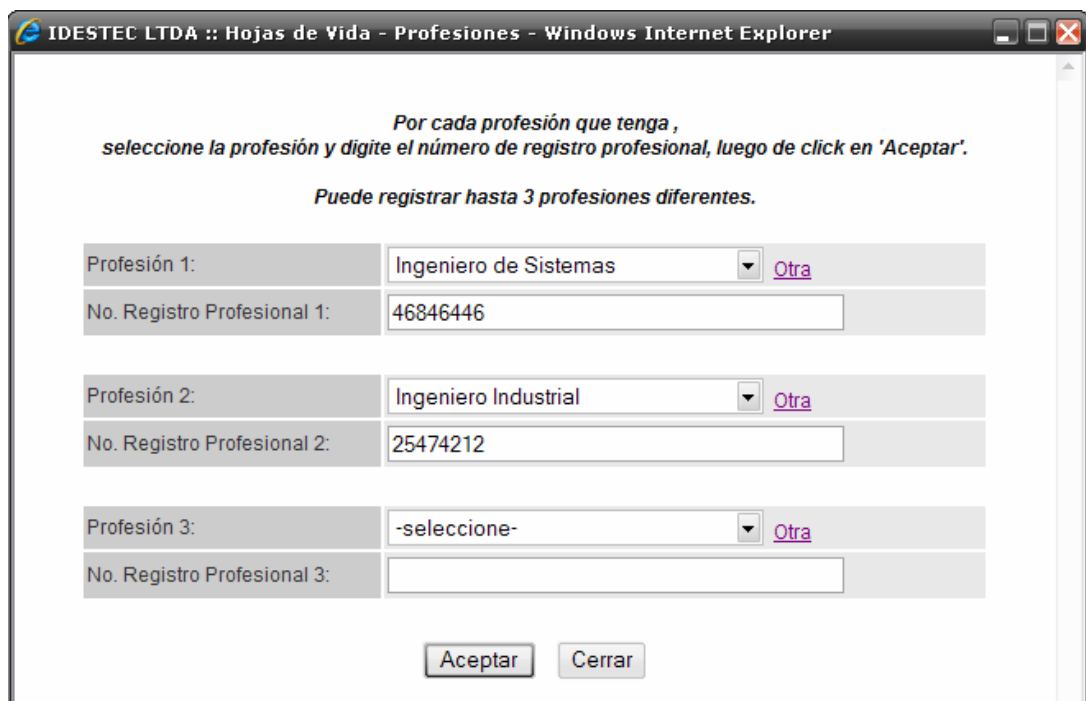 IDESTEC LTDA :: Hojas de Vida - Profesiones - Windows Internet Explorer
Por cada profesión que tenga ,
seleccione la profesión y digite el número de registro profesional, luego de click en 'Aceptar'.
Puede registrar hasta 3 profesiones diferentes.
Profesión 1: Ingeniero de Sistemas Otra
No. Registro Profesional 1: 46846446
Profesión 2: Ingeniero Industrial Otra
No. Registro Profesional 2: 25474212
Profesión 3: -seleccione- Otra
No. Registro Profesional 3:
Aceptar Cerrar